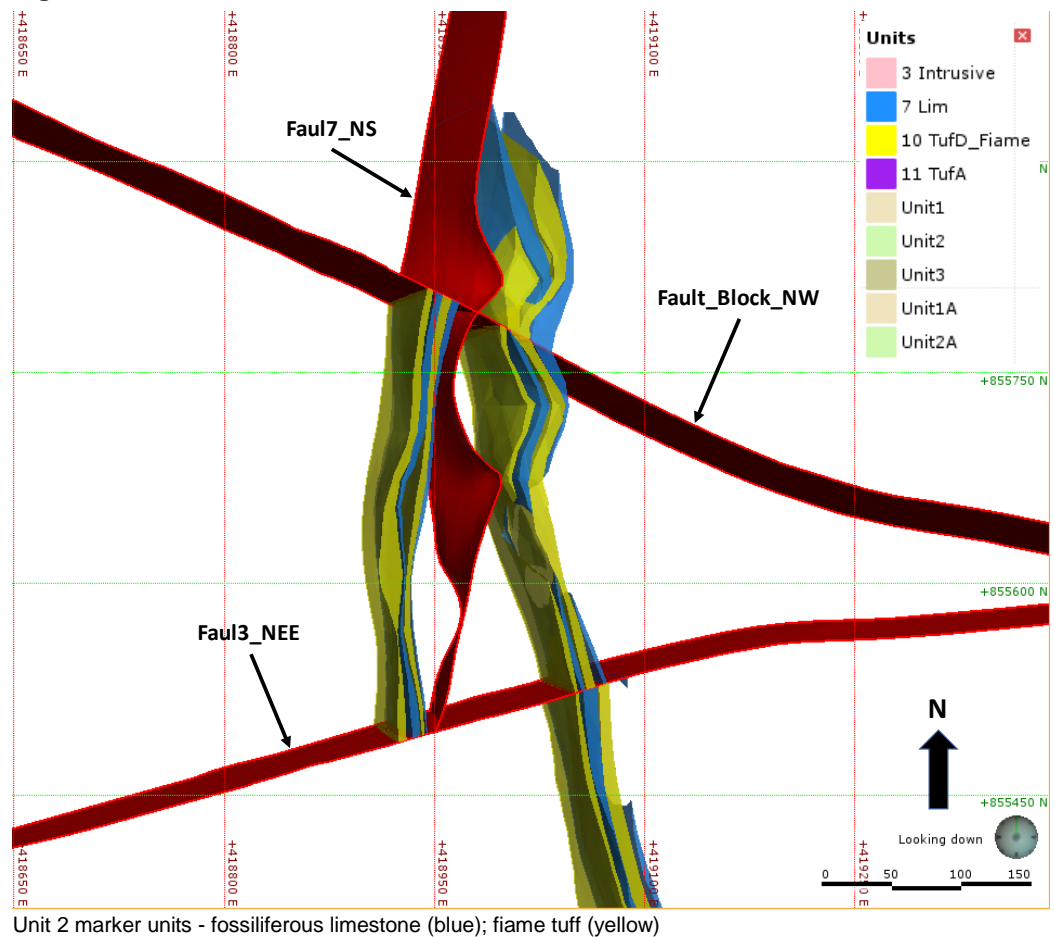 +418650 E
+418800 E
+419100 E
Units
3 Intrusive
7 Lim
10 TufD_Fiame
11 TufA
Unit1
Unit2
Unit3
Unit1A
Unit2A
Faul7_NS
N
Fault_Block_NW
+855750 N
+855600 N
Faul3_NEE
N
+855450 N
Looking down
0 50 100 150
+418650 E
+418800 E
+418950 E
+419100 E
Unit 2 marker units - fossiliferous limestone (blue); fiame tuff (yellow)